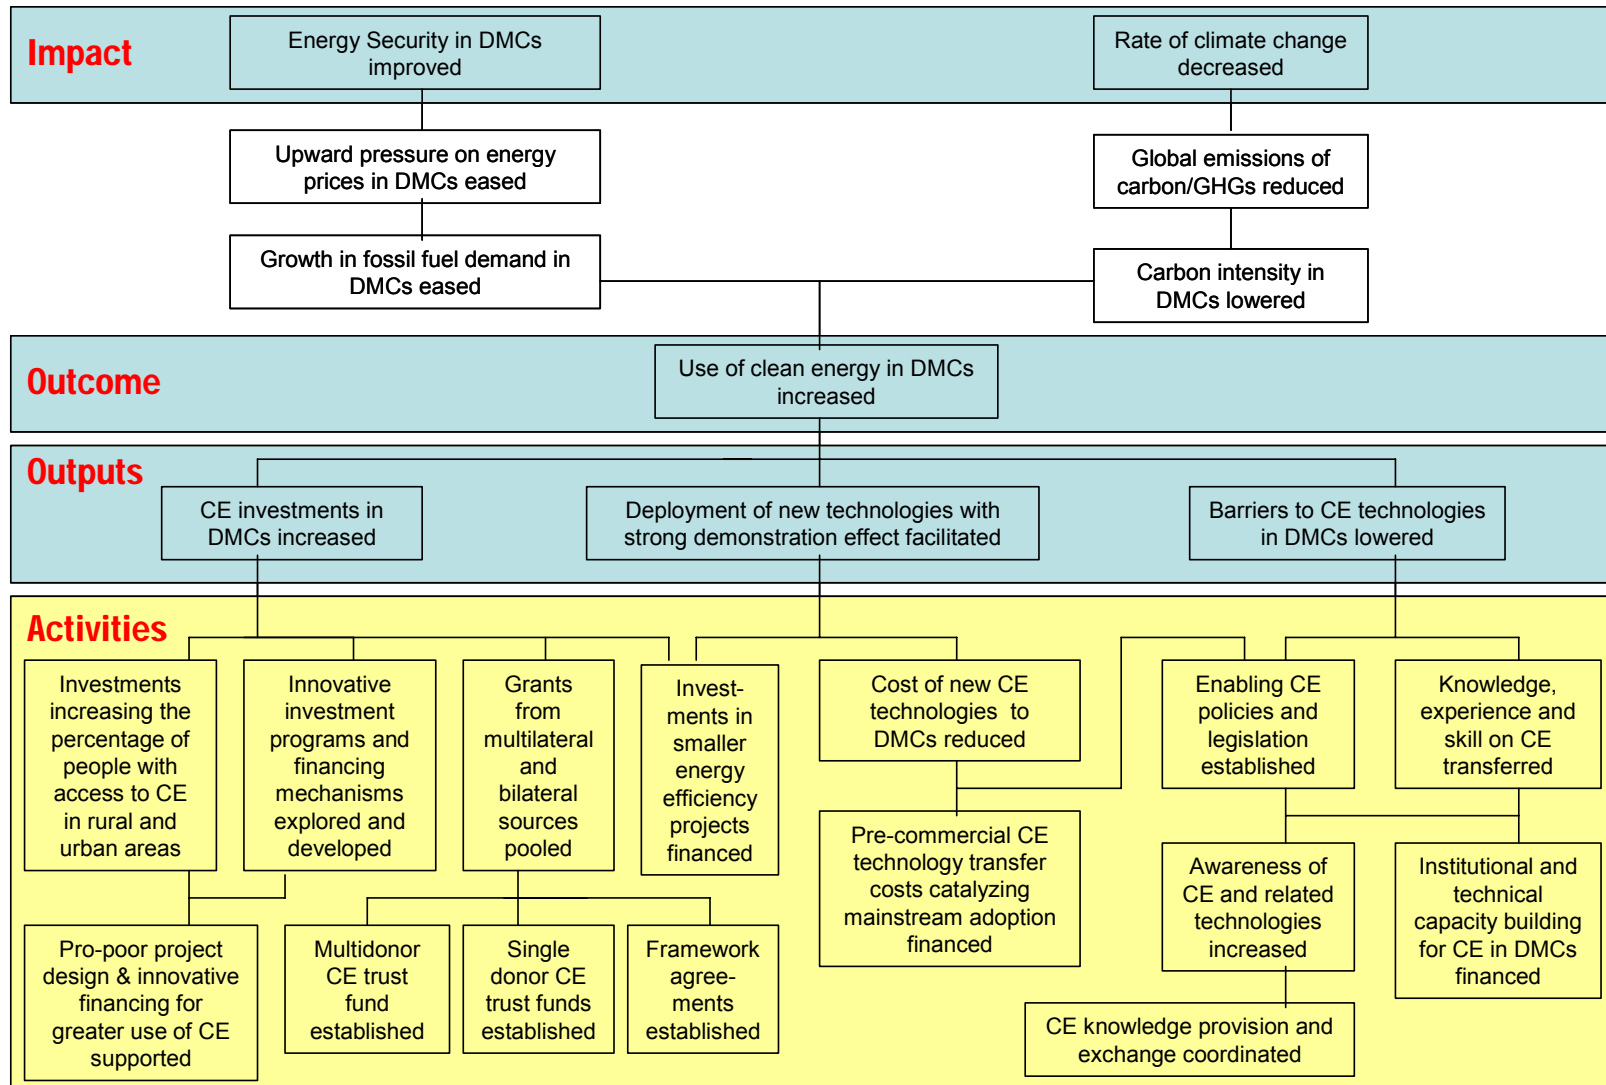 Impact
Energy Security in DMCs
improved
Rate of climate change
decreased
Upward pressure on energy
prices in DMCs eased
Global emissions of
carbon/GHGs reduced
Growth in fossil fuel demand in
DMCs eased
Carbon intensity in
DMCs lowered
Outcome
Use of clean energy in DMCs
increased
Outputs
CE investments in
DMCs increased
Deployment of new technologies with
strong demonstration effect facilitated
Barriers to CE technologies
in DMCs lowered
Activities
Investments
increasing the
percentage of
people with
access to CE
in rural and
urban areas
Innovative
investment
programs and
financing
mechanisms
explored and
developed
Grants
from
multilateral
and
bilateral
sources
pooled
Invest-
ments in
smaller
energy
efficiency
projects
financed
Cost of new CE
technologies to
DMCs reduced
Enabling CE
policies and
legislation
established
Knowledge,
experience and
skill on CE
transferred
Pre-commercial CE
technology transfer
costs catalyzing
mainstream adoption
financed
Awareness of
CE and related
technologies
increased
Institutional and
technical
capacity building
for CE in DMCs
financed
Pro-poor project
design & innovative
financing for
greater use of CE
supported
Multidonor
CE trust
fund
established
Single
donor CE
trust funds
established
Framework
agree-
ments
established
CE knowledge provision and
exchange coordinated